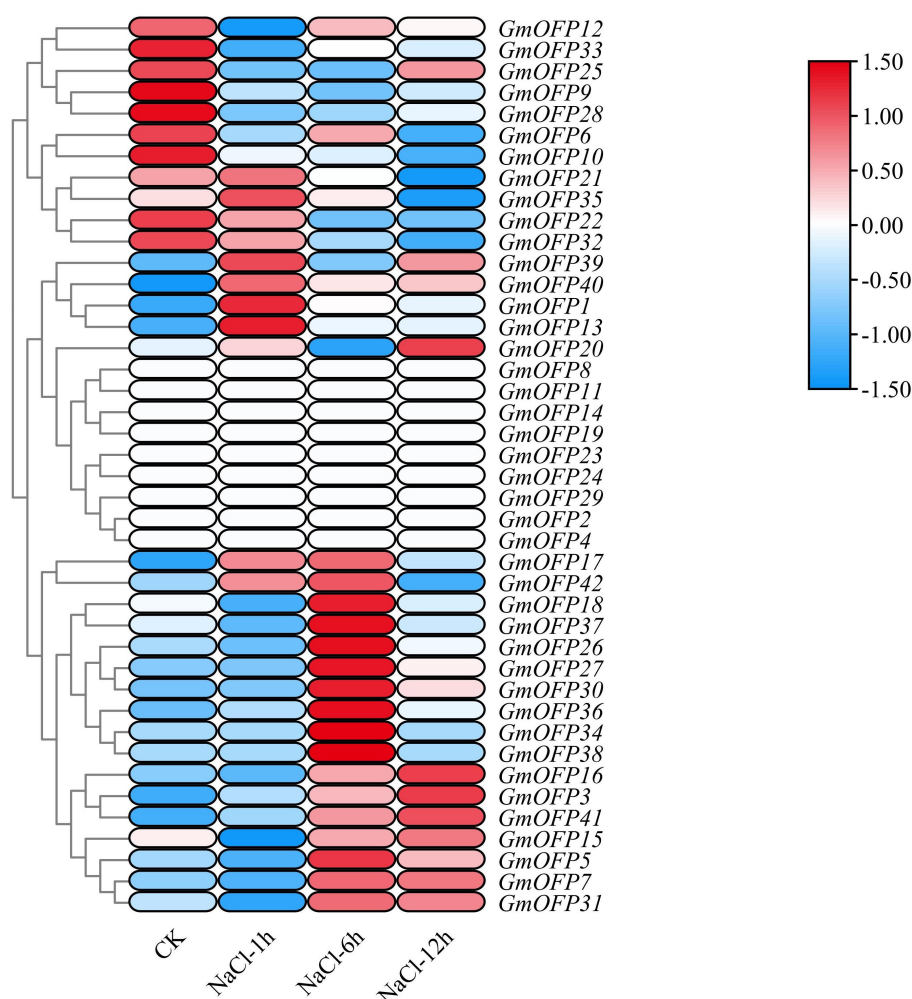 GmOFP12
GmOFP33
GmOFP25
GmOFP9
GmOFP28
GmOFP6
GmOFP10
GmOFP21
GmOFP35
GmOFP22
GmOFP32
GmOFP39
GmOFP40
GmOFP1
GmOFP13
GmOFP20
GmOFP8
GmOFP11
GmOFP14
GmOFP19
GmOFP23
GmOFP24
GmOFP29
GmOFP2
GmOFP4
GmOFP17
GmOFP42
GmOFP18
GmOFP37
GmOFP26
GmOFP27
GmOFP30
GmOFP36
GmOFP34
GmOFP38
GmOFP16
GmOFP3
GmOFP41
GmOFP15
GmOFP5
GmOFP7
GmOFP31
CK
NaCl-1h
NaCl-6h
NaCl-12h
1.50
1.00
0.50
0.00
-0.50
-1.00
-1.50